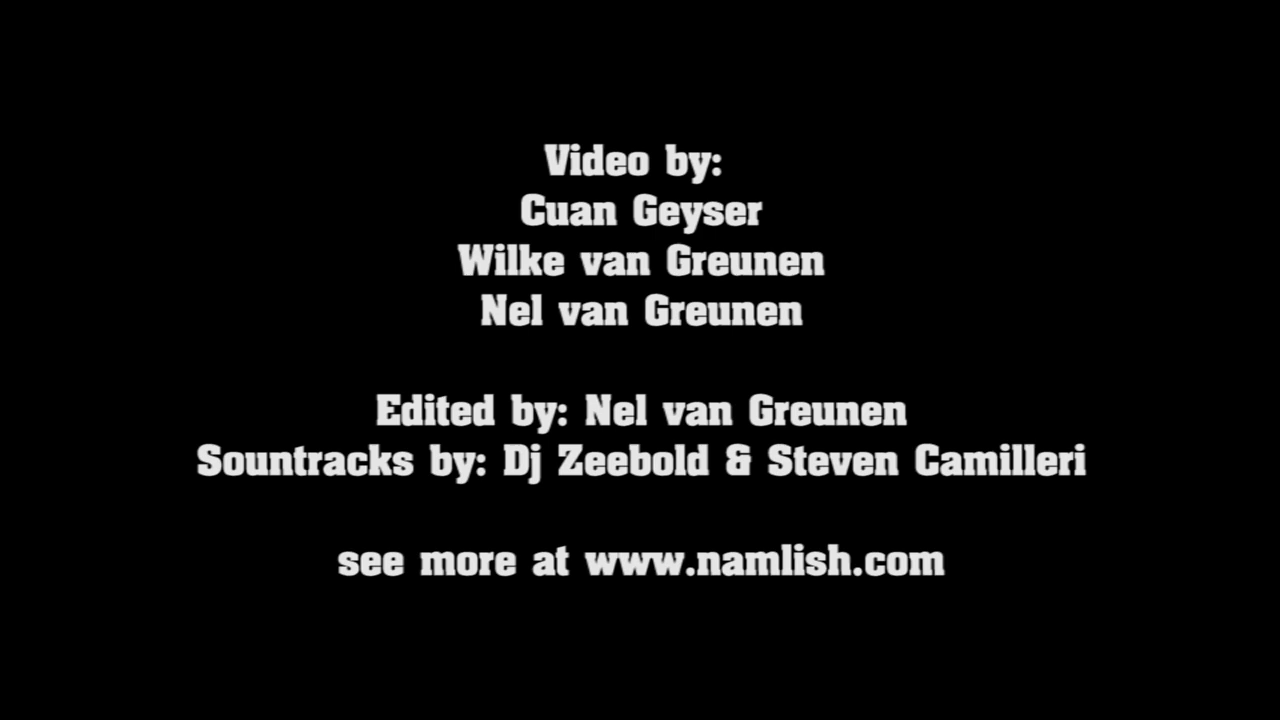 Video by:
Cuan Geyser
Wilke van Greunen
Nel van Greunen
Edited by: Nel van Greunen
Sountracks by: Dj Zeebold & Steven Camilleri
see more at www.namlish.com